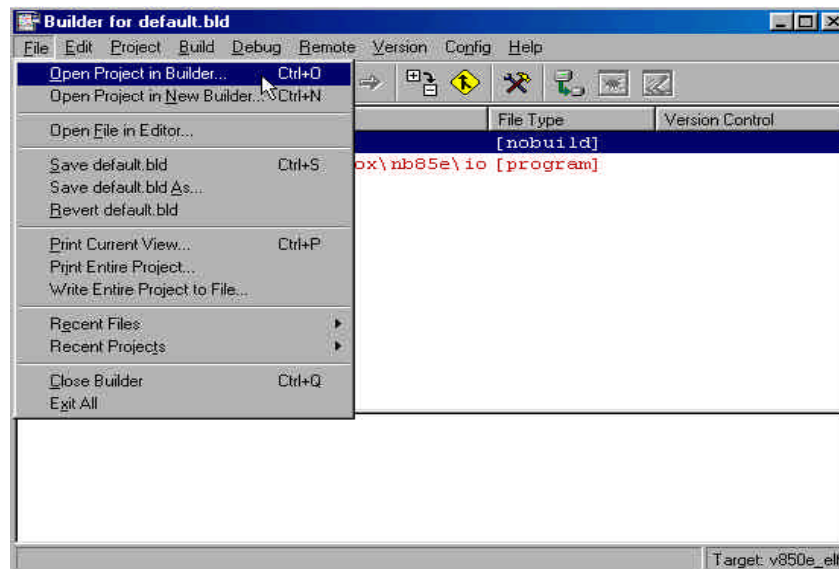 Builder for default.bld
File Edit Project Build Debug Remote Version Config Help
Open Project in Builder... Ctrl+O
Open Project in New Builder... Ctrl+N
Open File in Editor...
Save default.bld Ctrl+S
Save default.bld As...
Revert default.bld
Print Current View... Ctrl+P
Print Entire Project...
Write Entire Project to File...
Recent Files
Recent Projects
Close Builder Ctrl+Q
Exit All
File Type Version Control
[nobuild]
ox\nb85e\io [program]
Target: v850e_elf